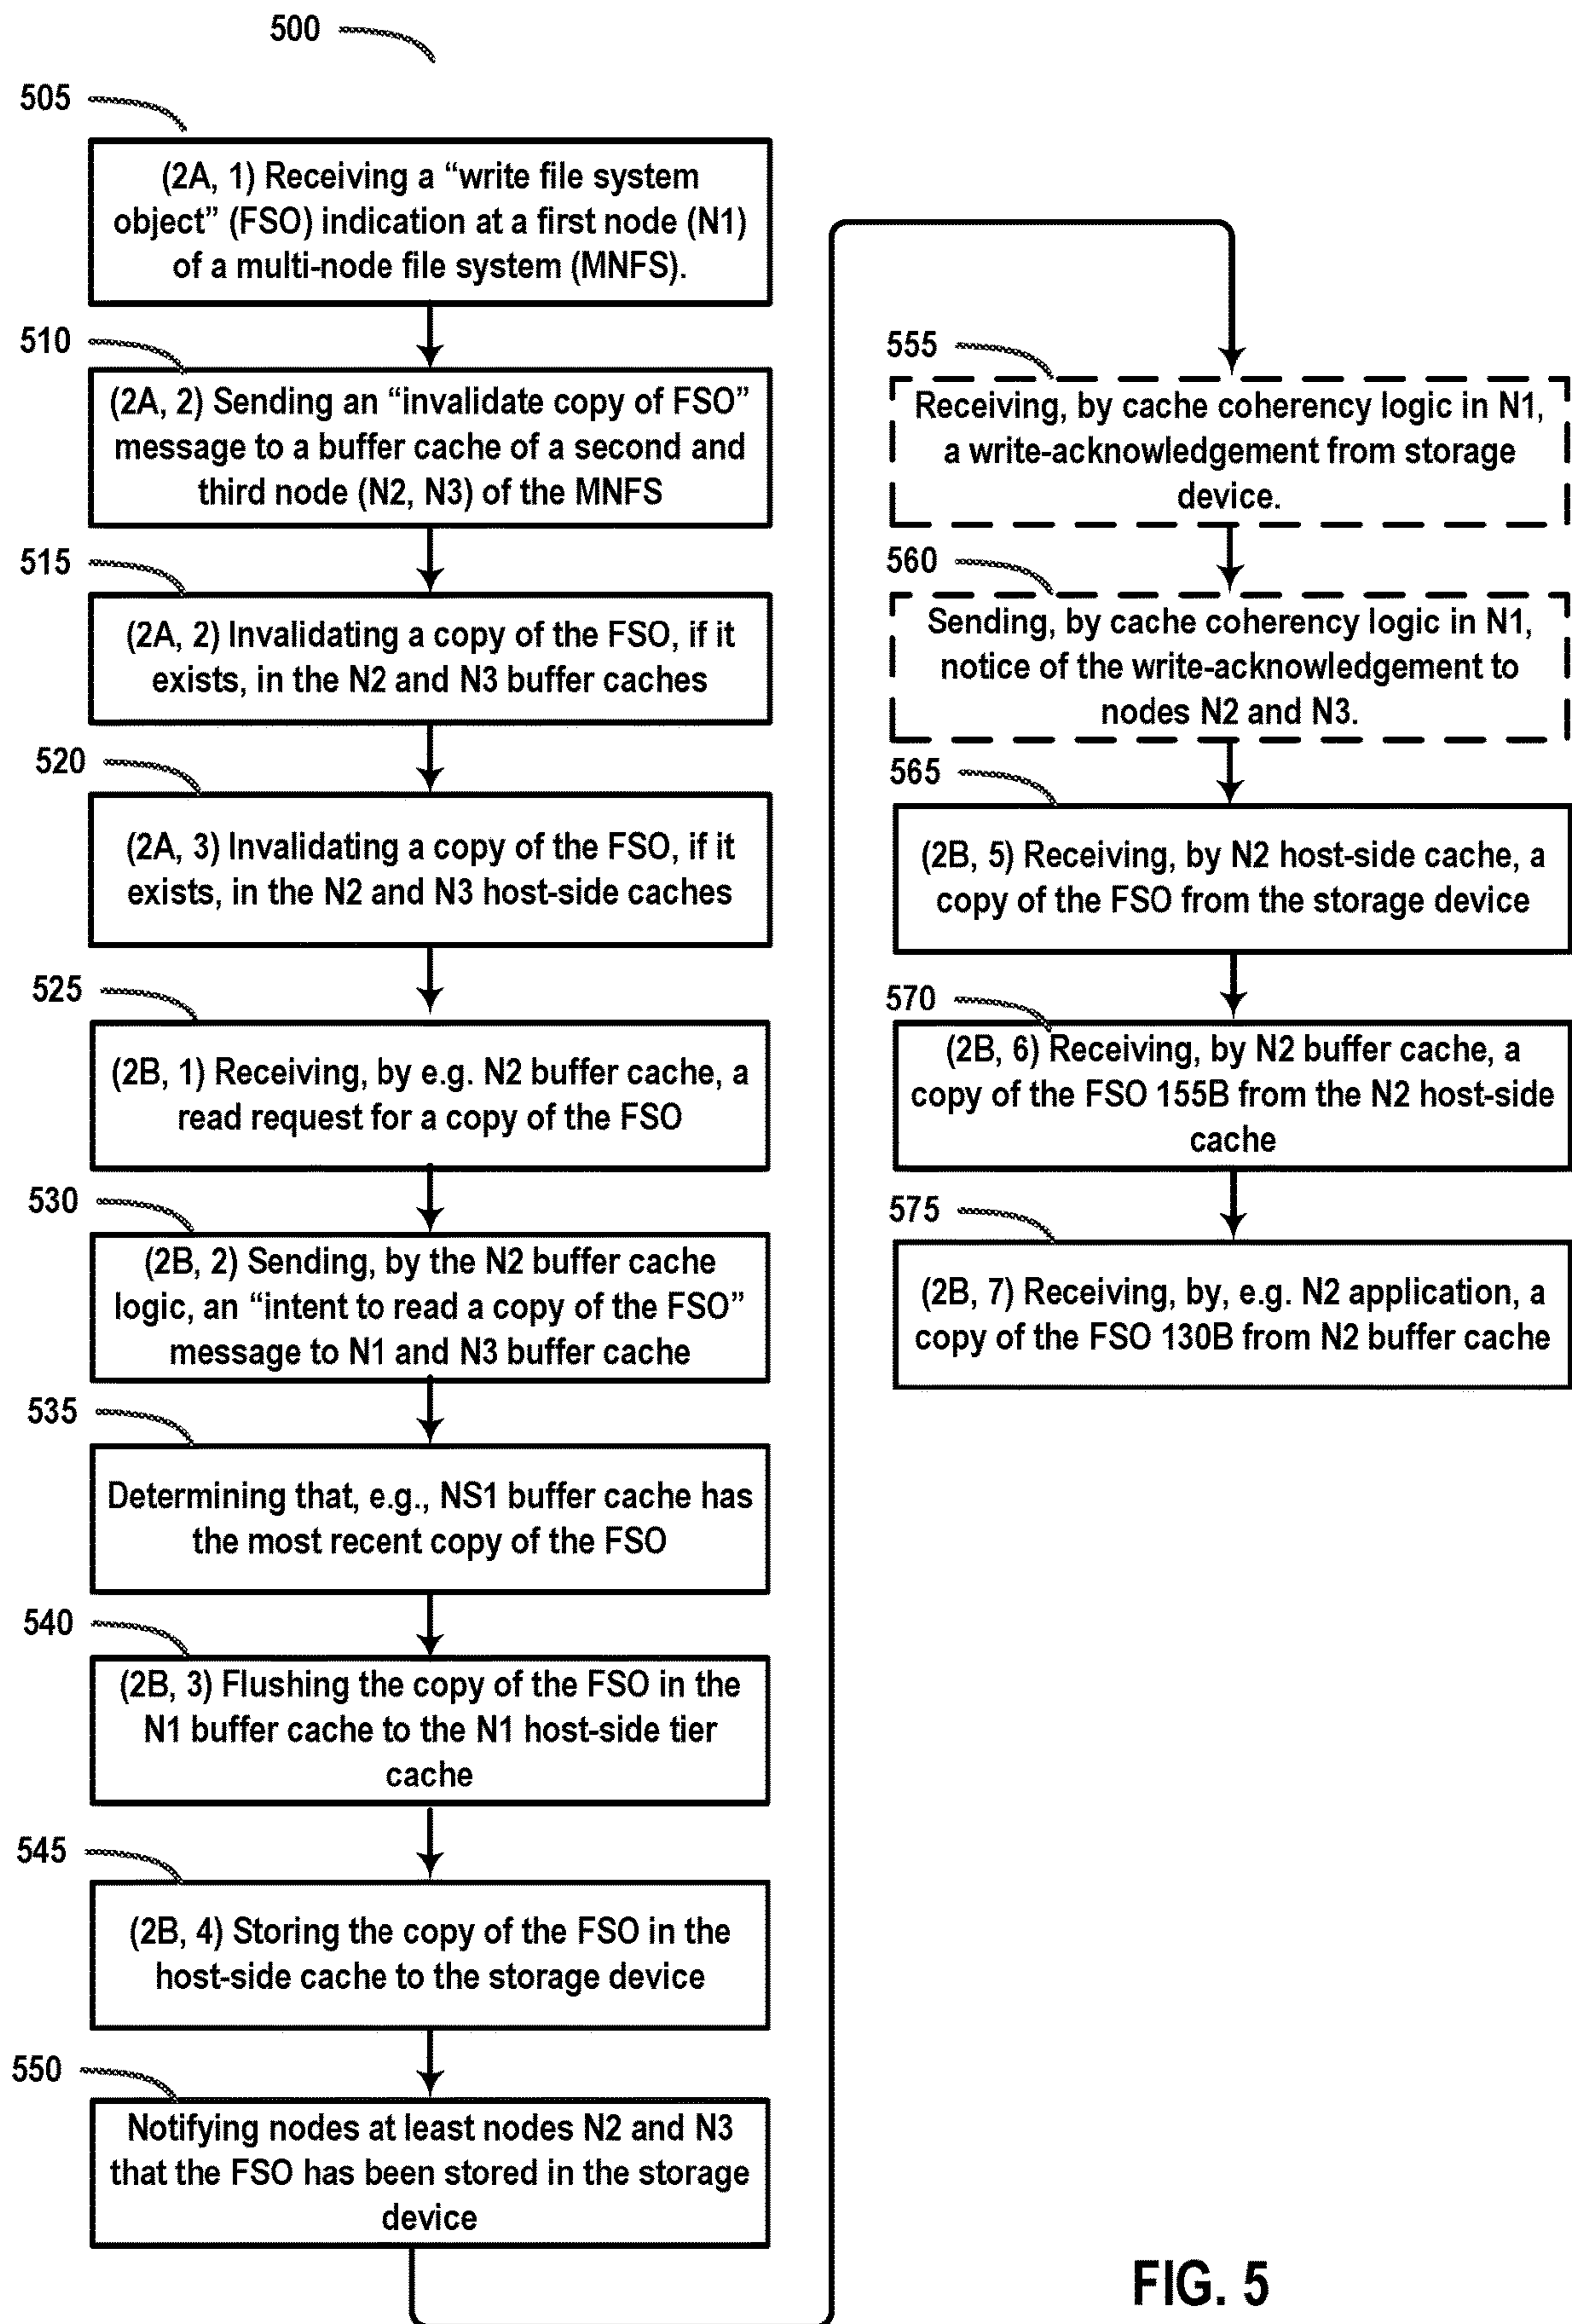 500
505
(2A, 1) Receiving a “write file system
object” (FSO) indication at a first node (N1)
of a multi-node file system (MNFS).
510
(2A, 2) Sending an “invalidate copy of FSO”
message to a buffer cache of a second and
third node (N2, N3) of the MNFS
515
(2A, 2) Invalidating a copy of the FSO, if it
exists, in the N2 and N3 buffer caches
520
(2A, 3) Invalidating a copy of the FSO, if it
exists, in the N2 and N3 host-side caches
525
(2B, 1) Receiving, by e.g. N2 buffer cache, a
read request for a copy of the FSO
530
(2B, 2) Sending, by the N2 buffer cache
logic, an “intent to read a copy of the FSO”
message to N1 and N3 buffer cache
535
Determining that, e.g., NS1 buffer cache has
the most recent copy of the FSO
540
(2B, 3) Flushing the copy of the FSO in the
N1 buffer cache to the N1 host-side tier
cache
545
(2B, 4) Storing the copy of the FSO in the
host-side cache to the storage device
550
Notifying nodes at least nodes N2 and N3
that the FSO has been stored in the storage
device
555
Receiving, by cache coherency logic in N1,
a write-acknowledgement from storage
device.
560
Sending, by cache coherency logic in N1,
notice of the write-acknowledgement to
nodes N2 and N3.
565
(2B, 5) Receiving, by N2 host-side cache, a
copy of the FSO from the storage device
570
(2B, 6) Receiving, by N2 buffer cache, a
copy of the FSO 155B from the N2 host-side
cache
575
(2B, 7) Receiving, by, e.g. N2 application, a
copy of the FSO 130B from N2 buffer cache
FIG. 5